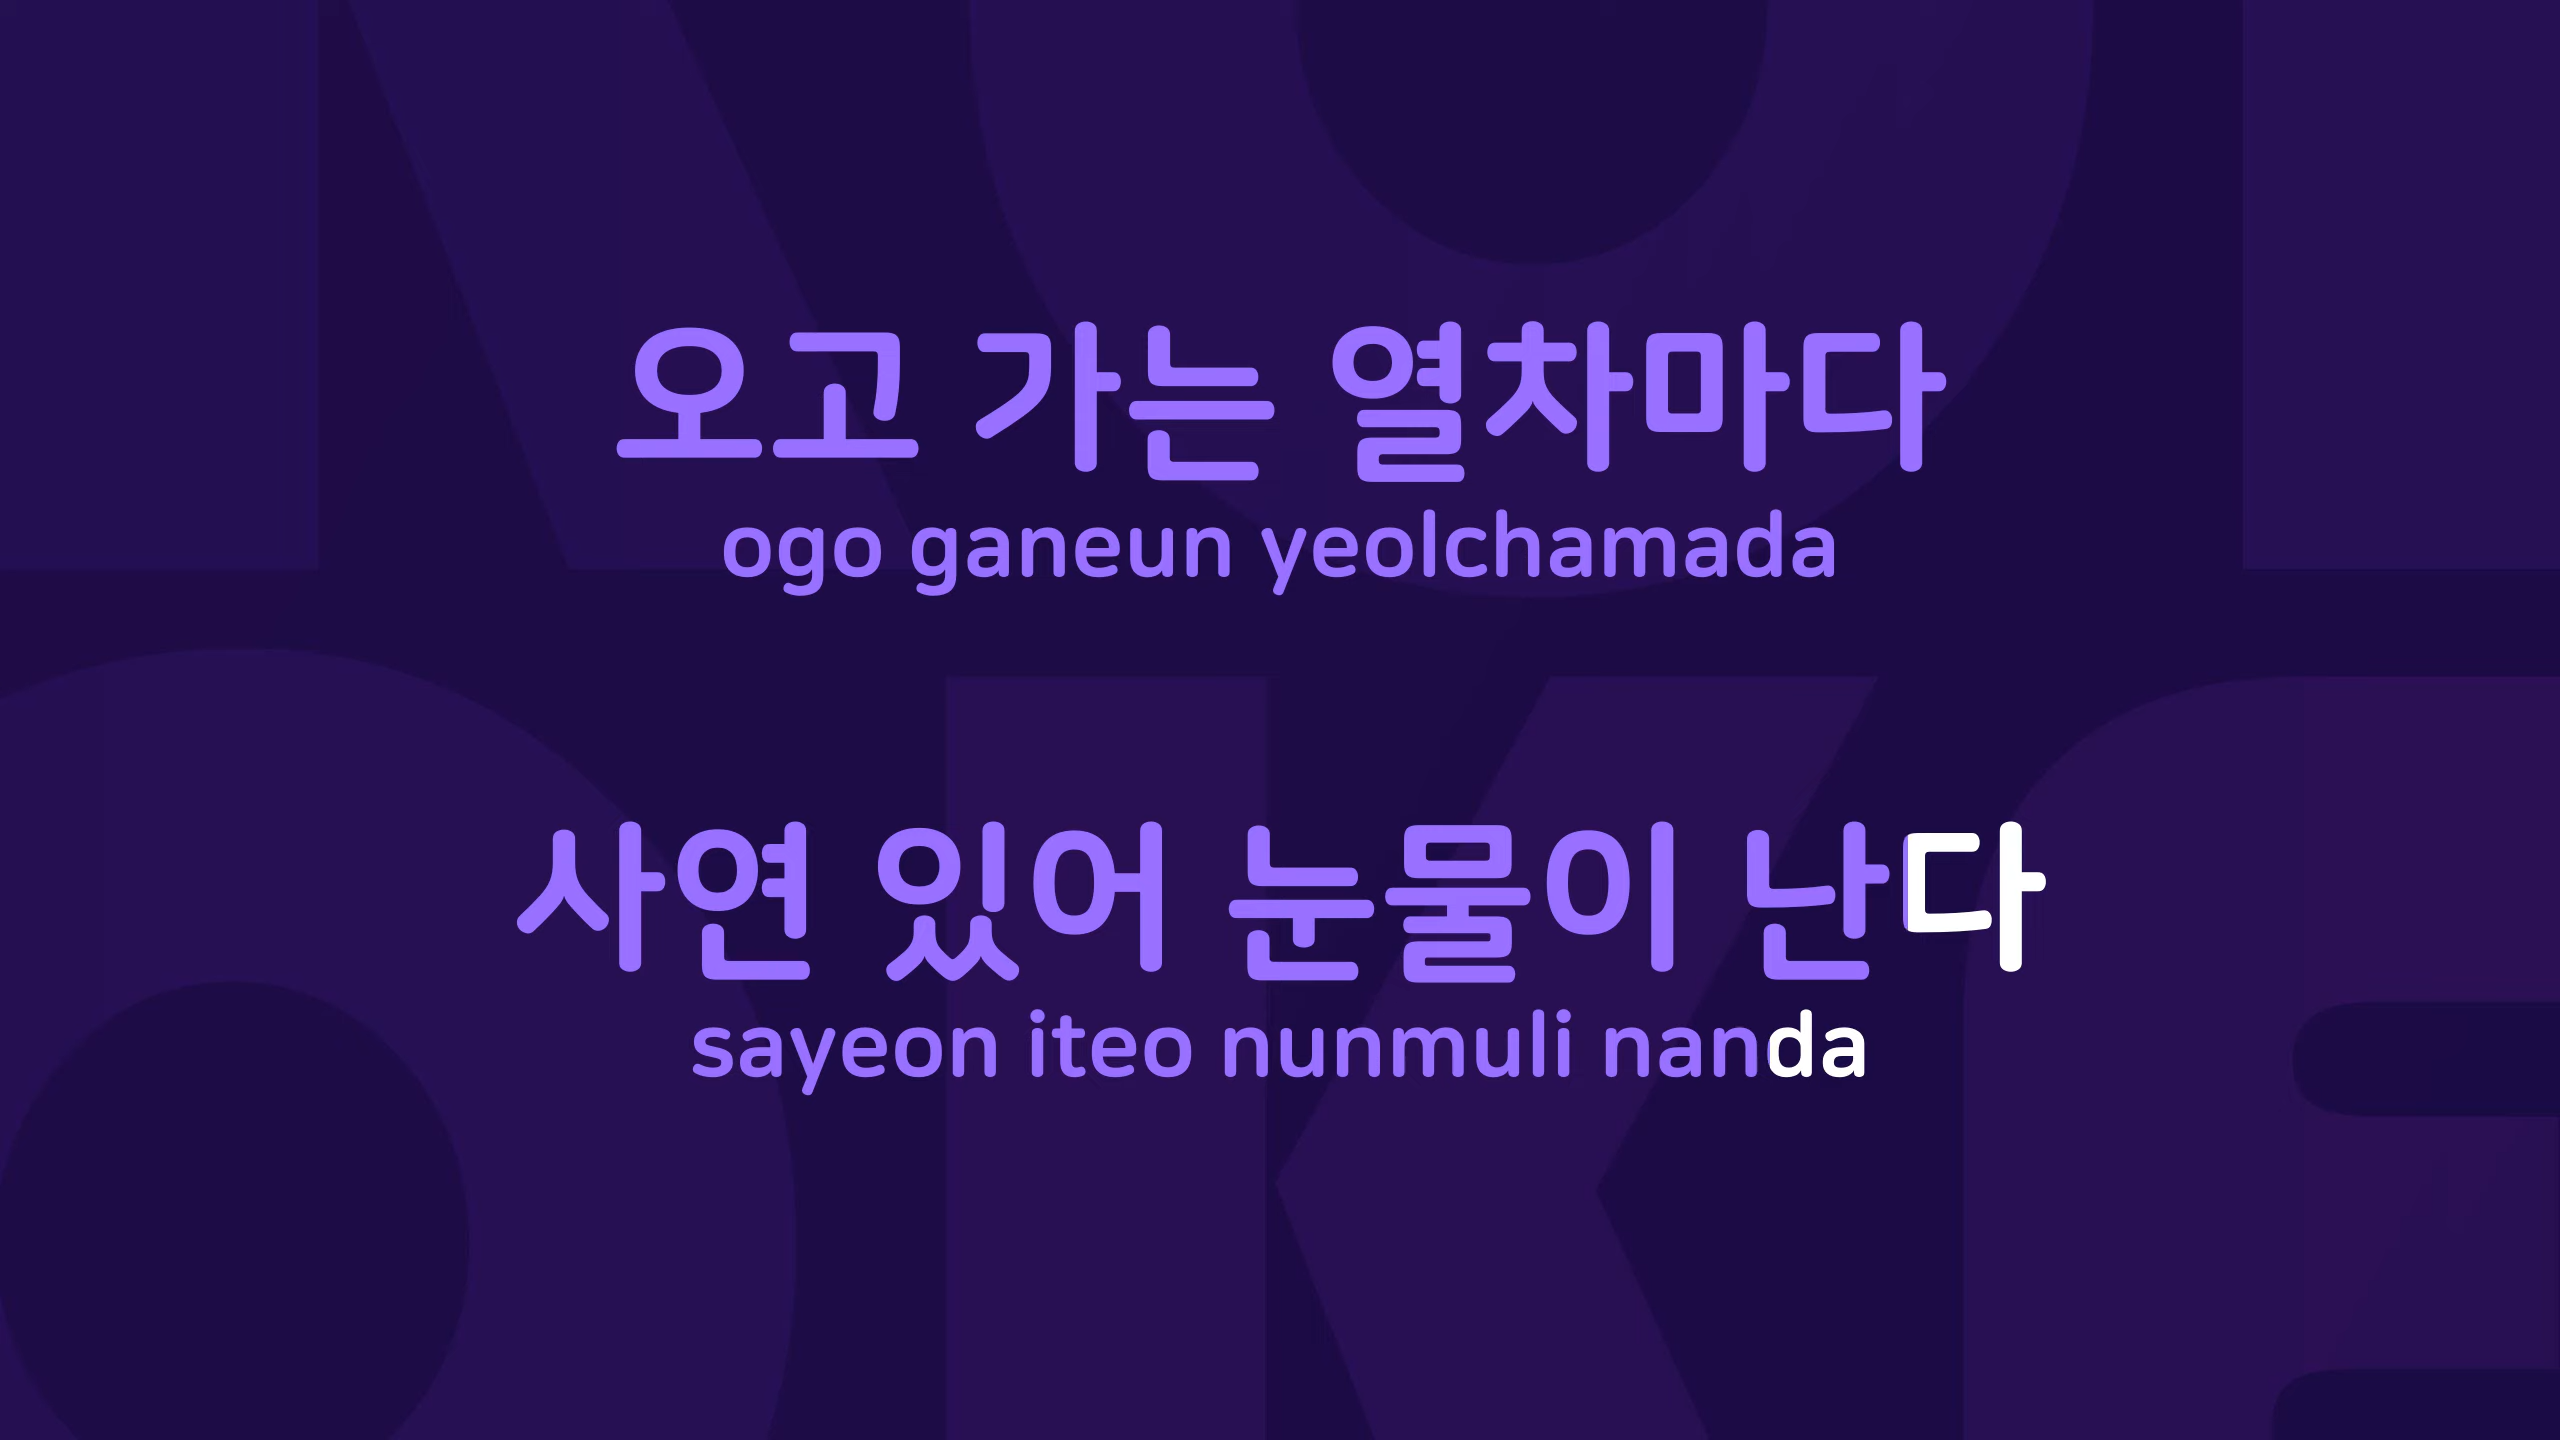 오고 가는 열차마다
ogo ganeun yeolchamada
사연 있어 눈물이 난다
sayeon iteo nunmuli nanda